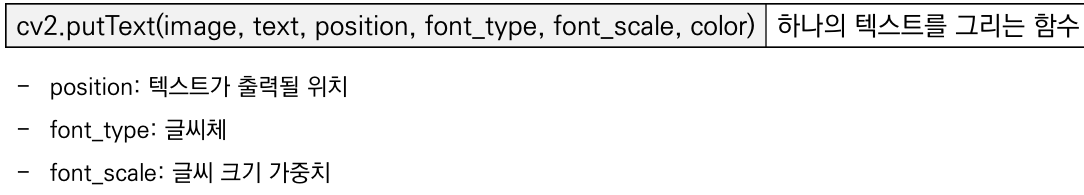 cv2.putText(image, text, position, font_type, font_scale, color) 하나의 텍스트를 그리는 함수
- position: 텍스트가 출력될 위치
- font_type: 글씨체
- font_scale: 글씨 크기 가중치